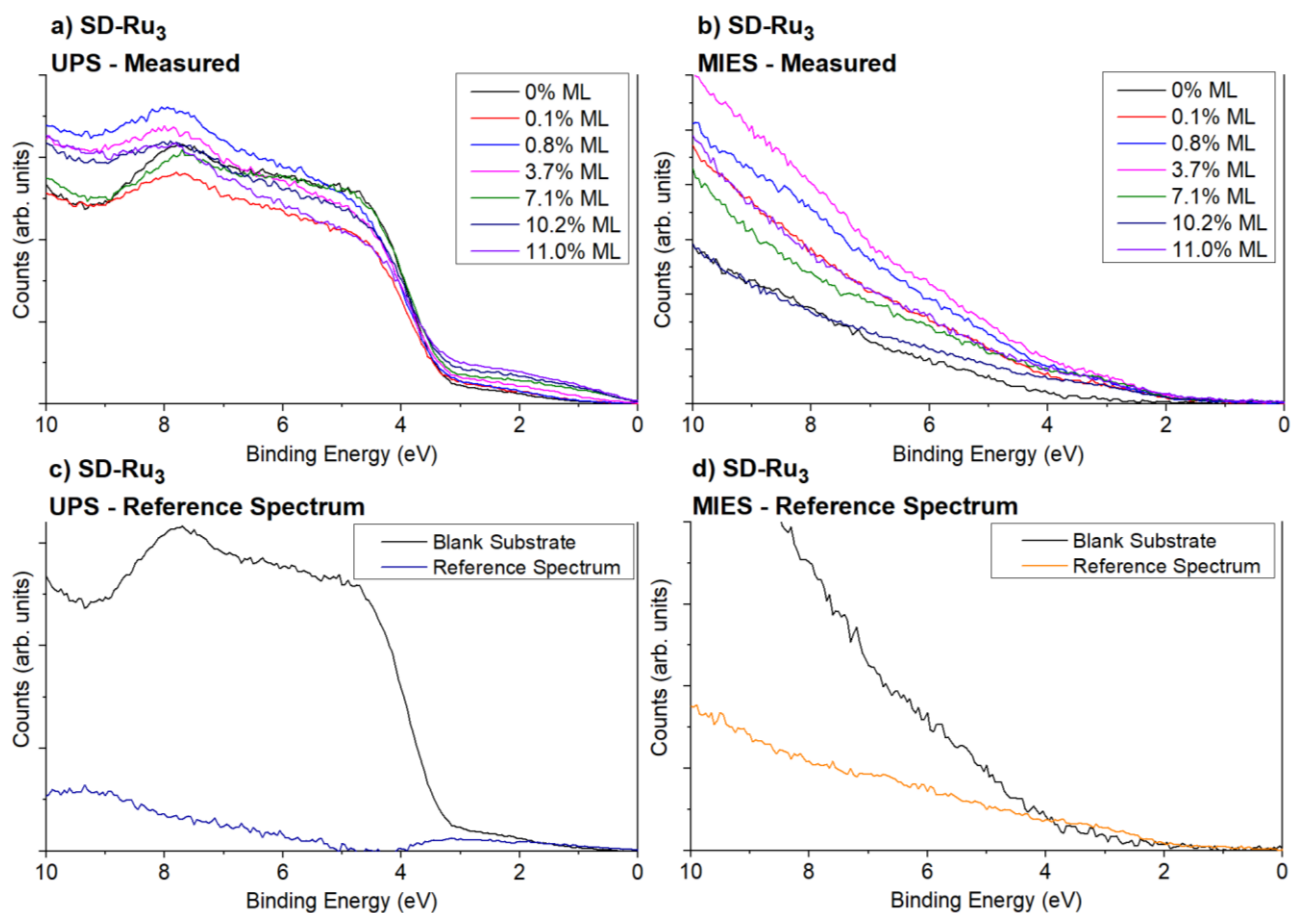 a) SD-Ru₃
UPS - Measured
0% ML
0.1% ML
0.8% ML
3.7% ML
7.1% ML
10.2% ML
11.0% ML
Counts (arb. units)
10 8 6 4 2 0
Binding Energy (eV)
b) SD-Ru₃
MIES - Measured
0% ML
0.1% ML
0.8% ML
3.7% ML
7.1% ML
10.2% ML
11.0% ML
Counts (arb. units)
10 8 6 4 2 0
Binding Energy (eV)
c) SD-Ru₃
UPS - Reference Spectrum
Blank Substrate
Reference Spectrum
Counts (arb. units)
10 8 6 4 2 0
Binding Energy (eV)
d) SD-Ru₃
MIES - Reference Spectrum
Blank Substrate
Reference Spectrum
Counts (arb. units)
10 8 6 4 2 0
Binding Energy (eV)